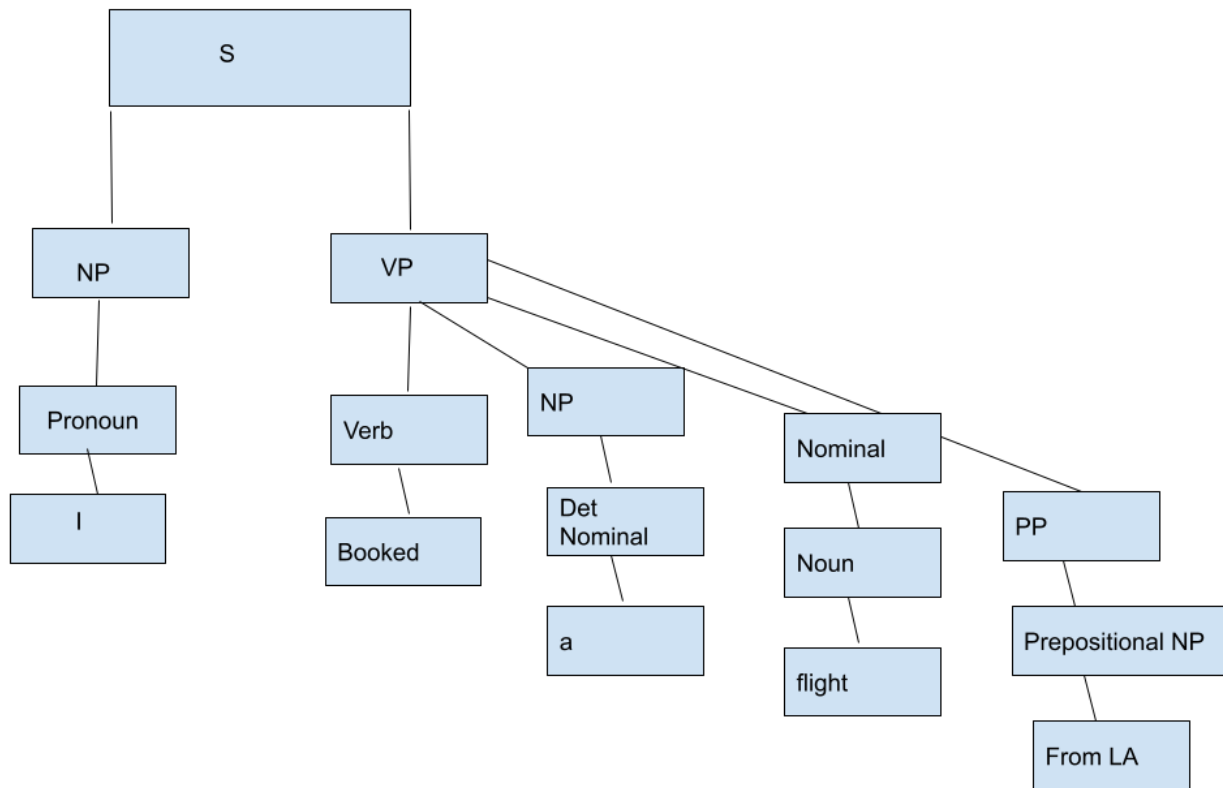 S
NP
VP
Pronoun
Verb
NP
Nominal
PP
I
Booked
Det
Nominal
Noun
Prepositional NP
a
flight
From LA